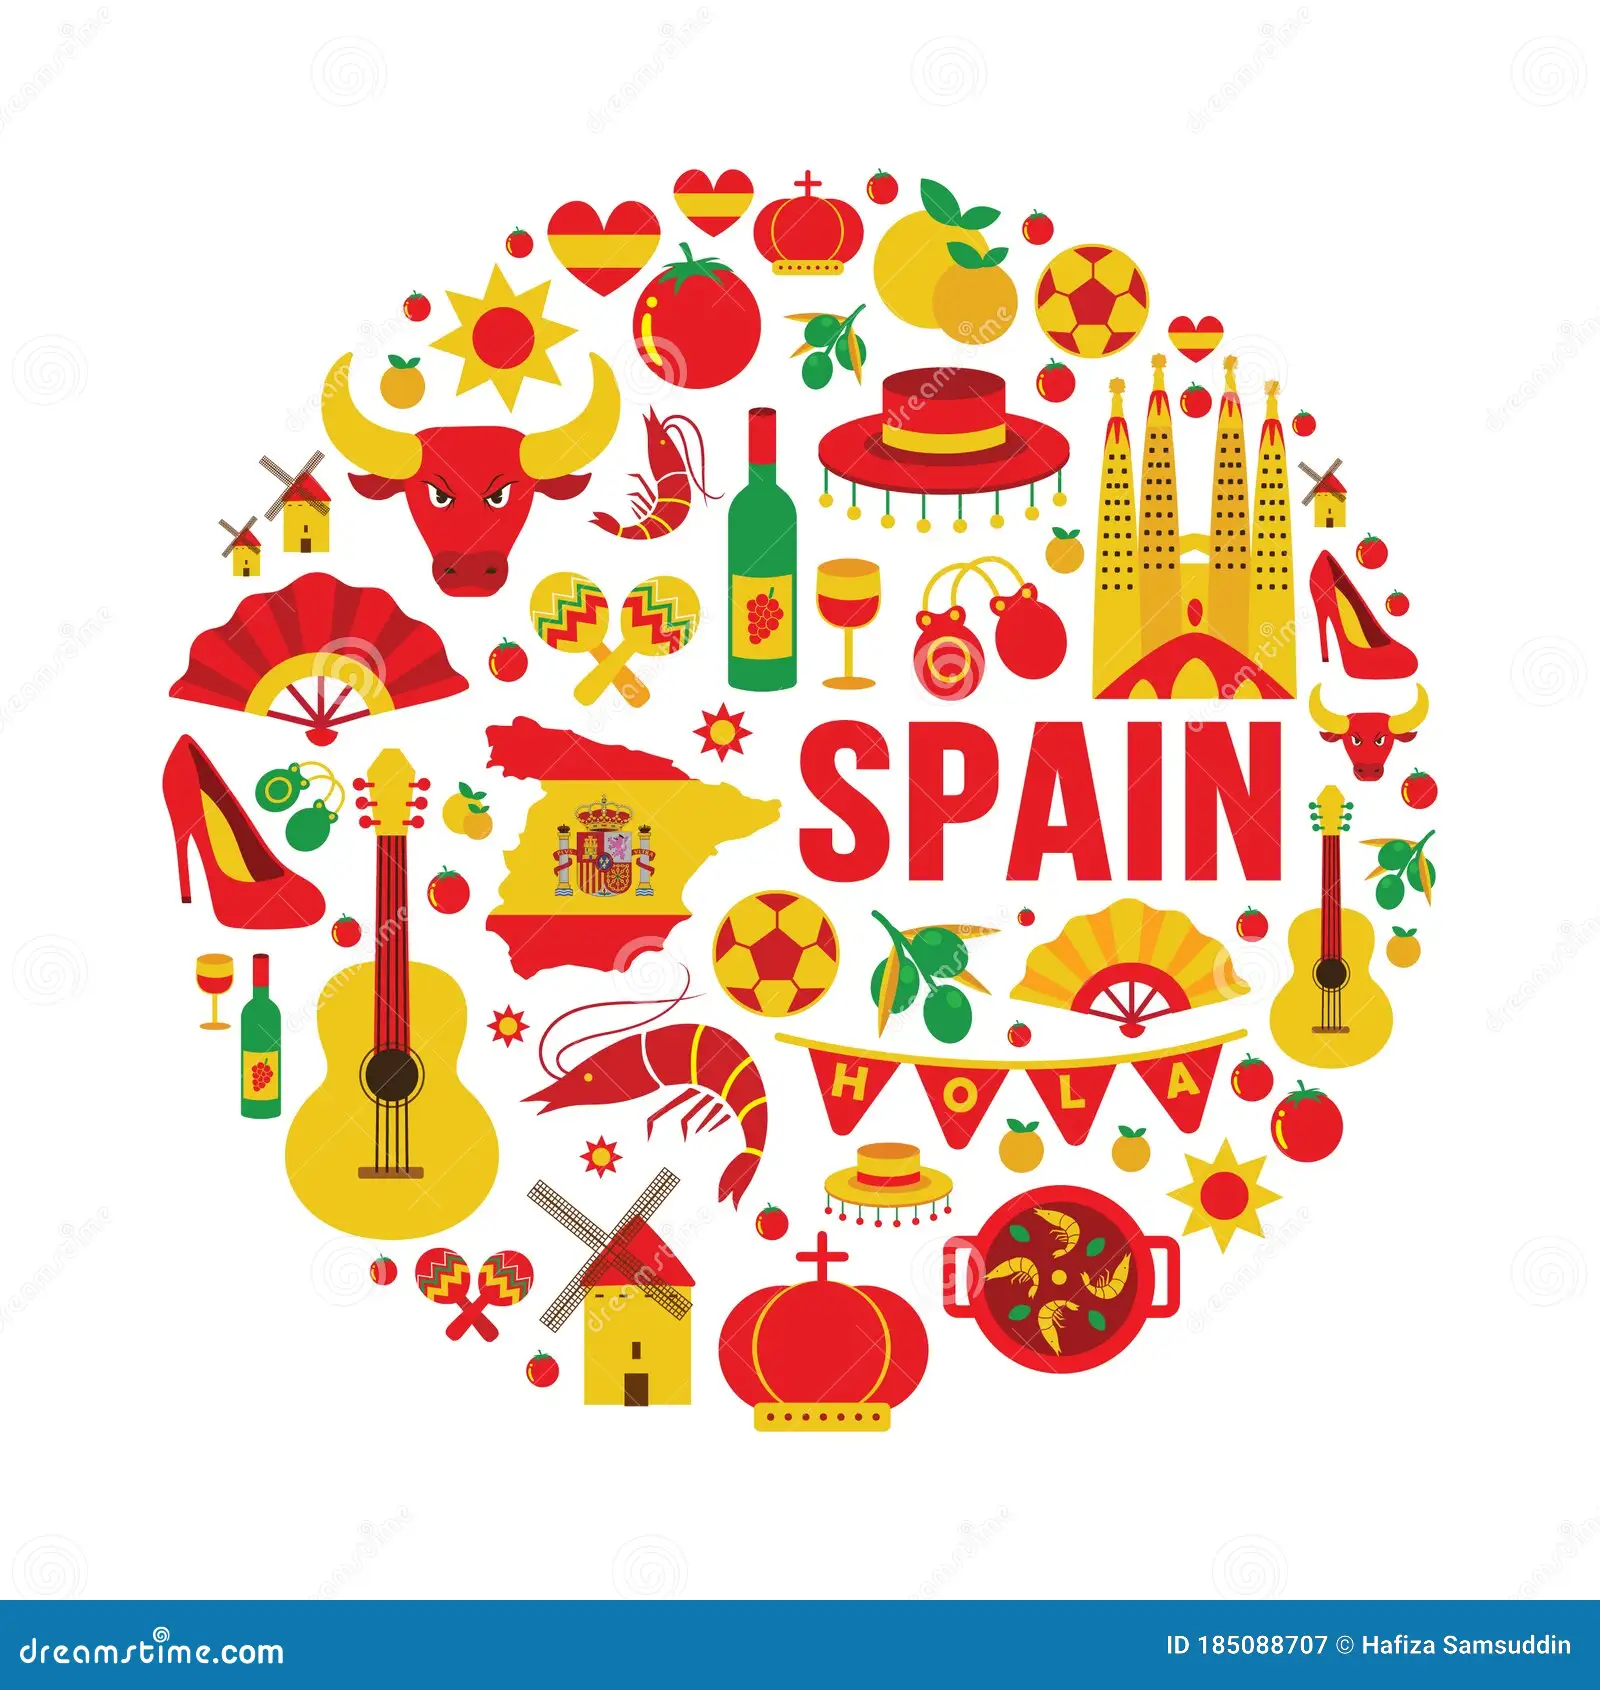 SPAIN
HOLA
dreamstime.com
ID 185088707 © Hafiza Samsuddin